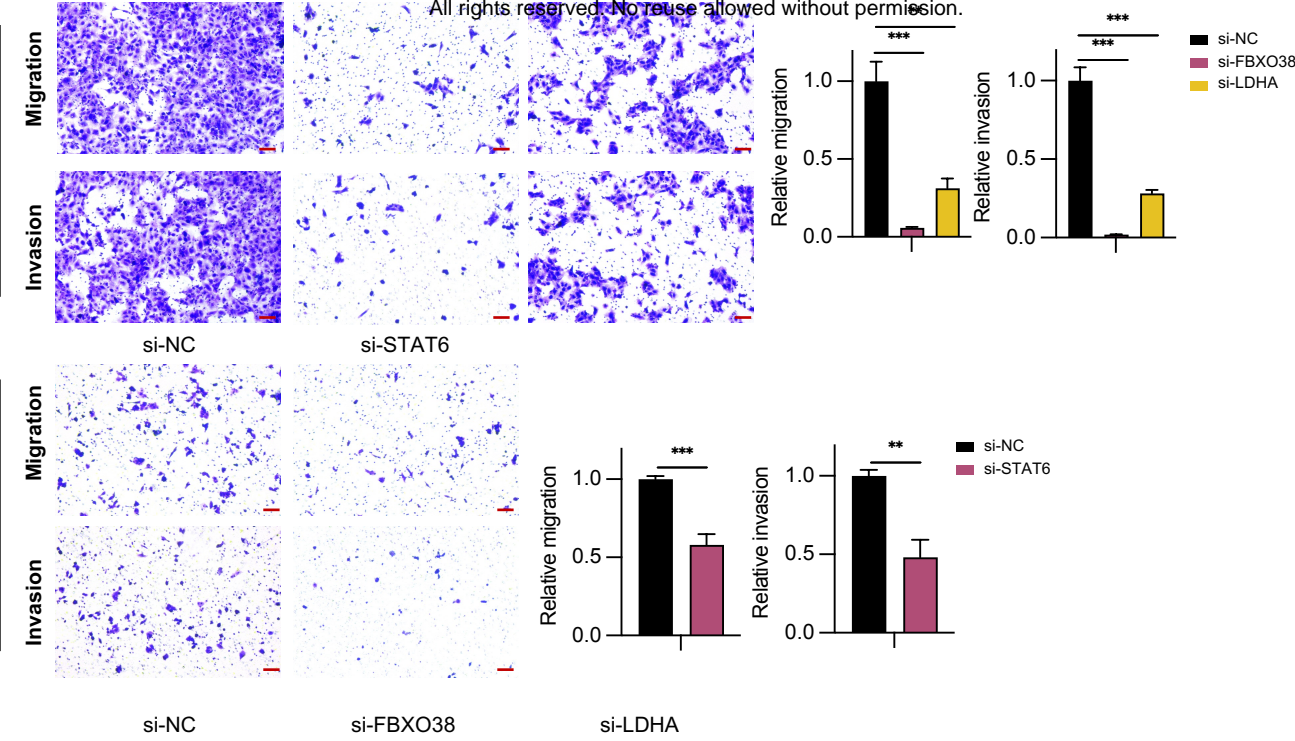 All rights reserved. No reuse allowed without permission.
Migration
Invasion
Relative migration
1.0
0.5
0.0
***
Relative invasion
1.0
0.5
0.0
***
***
si-NC
si-FBXO38
si-LDHA
si-NC
si-STAT6
Migration
Invasion
Relative migration
1.0
0.5
0.0
***
Relative invasion
1.0
0.5
0.0
**
si-NC
si-STAT6
si-NC
si-FBXO38
si-LDHA